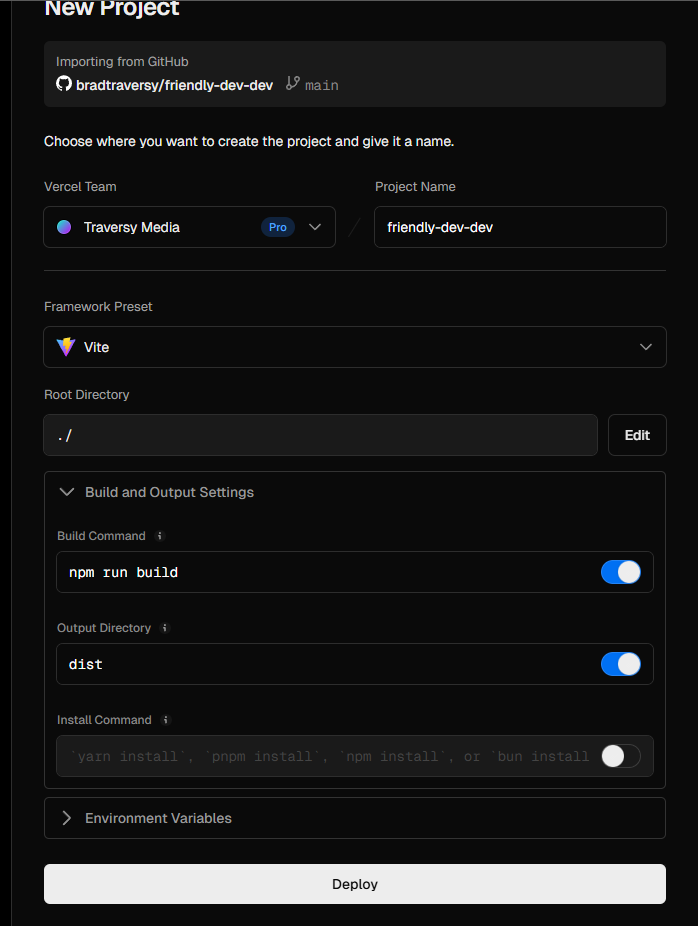 New Project
Importing from GitHub
bradtraversy/friendly-dev-dev main
Choose where you want to create the project and give it a name.
Vercel Team
Project Name
Traversy Media Pro
/
friendly-dev-dev
Framework Preset
Vite
Root Directory
./
Edit
Build and Output Settings
Build Command i
npm run build
Output Directory i
dist
Install Command i
`yarn install`, `pnpm install`, `npm install`, or `bun install
Environment Variables
Deploy